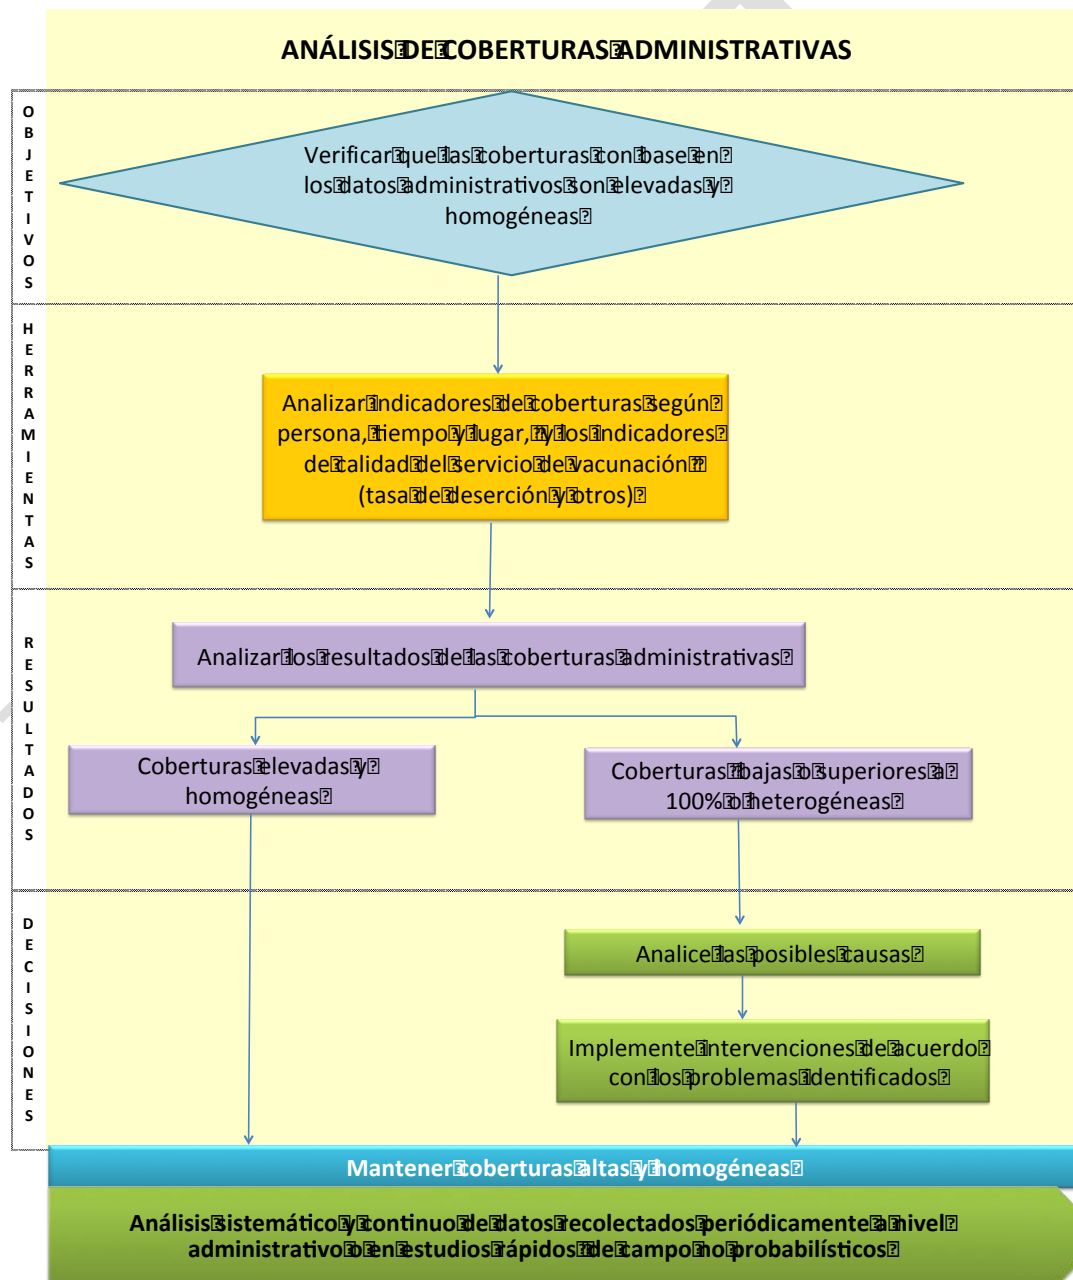 ANÁLISIS DE COBERTURAS ADMINISTRATIVAS
OBJETIVOS
Verificar que las coberturas con base en
los datos administrativos son elevadas y
homogéneas
HERRAMIENTAS
Analizar indicadores de coberturas según
persona, tiempo y lugar, y los indicadores
de calidad del servicio de vacunación
(tasa de deserción y otros)
RESULTADOS
Analizar los resultados de las coberturas administrativas
Coberturas elevadas y
homogéneas
Coberturas bajas o superiores a
100% o heterogéneas
DECISIONES
Analice las posibles causas
Implemente intervenciones de acuerdo
con los problemas identificados
Mantener coberturas altas y homogéneas
Análisis sistemático y continuo de datos recolectados periódicamente a nivel
administrativo o en estudios rápidos de campo no probabilísticos